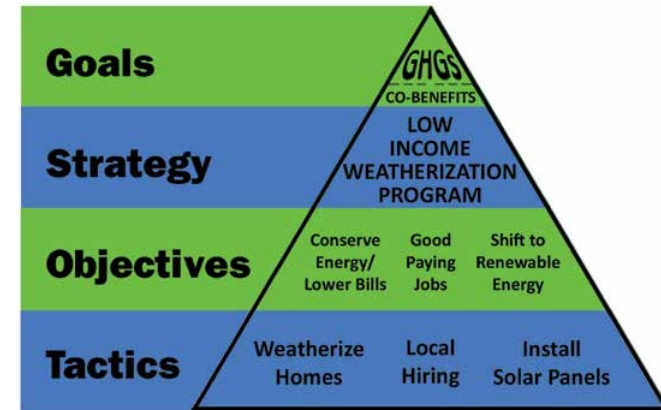 Goals
GHGs
CO-BENEFITS
Strategy
LOW
INCOME
WEATHERIZATION
PROGRAM
Objectives
Conserve
Energy/
Lower Bills
Good
Paying
Jobs
Shift to
Renewable
Energy
Tactics
Weatherize
Homes
Local
Hiring
Install
Solar Panels